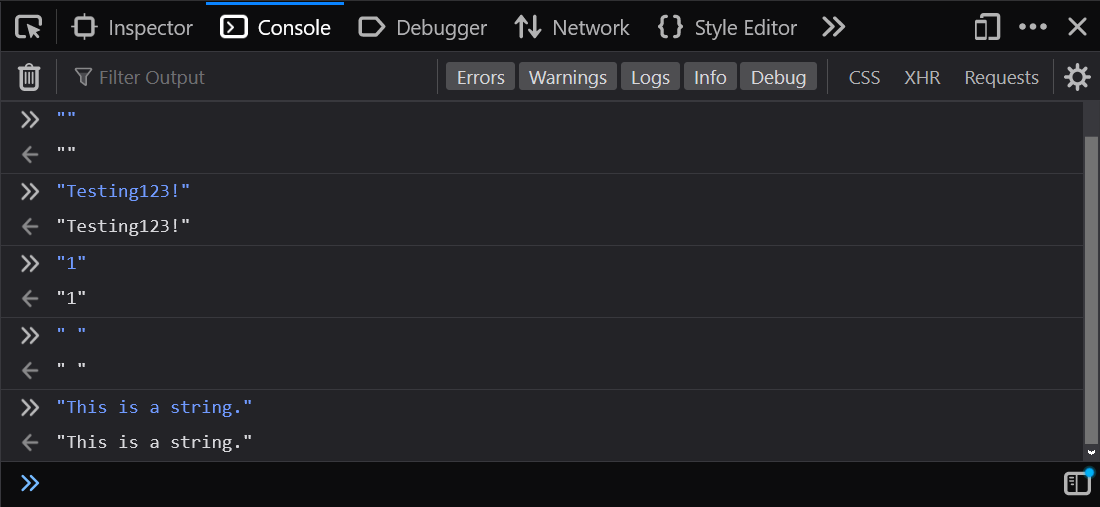 Inspector Console Debugger Network Style Editor
Filter Output Errors Warnings Logs Info Debug CSS XHR Requests
""
""
"Testing123!"
"Testing123!"
"1"
"1"
" "
" "
"This is a string."
"This is a string."